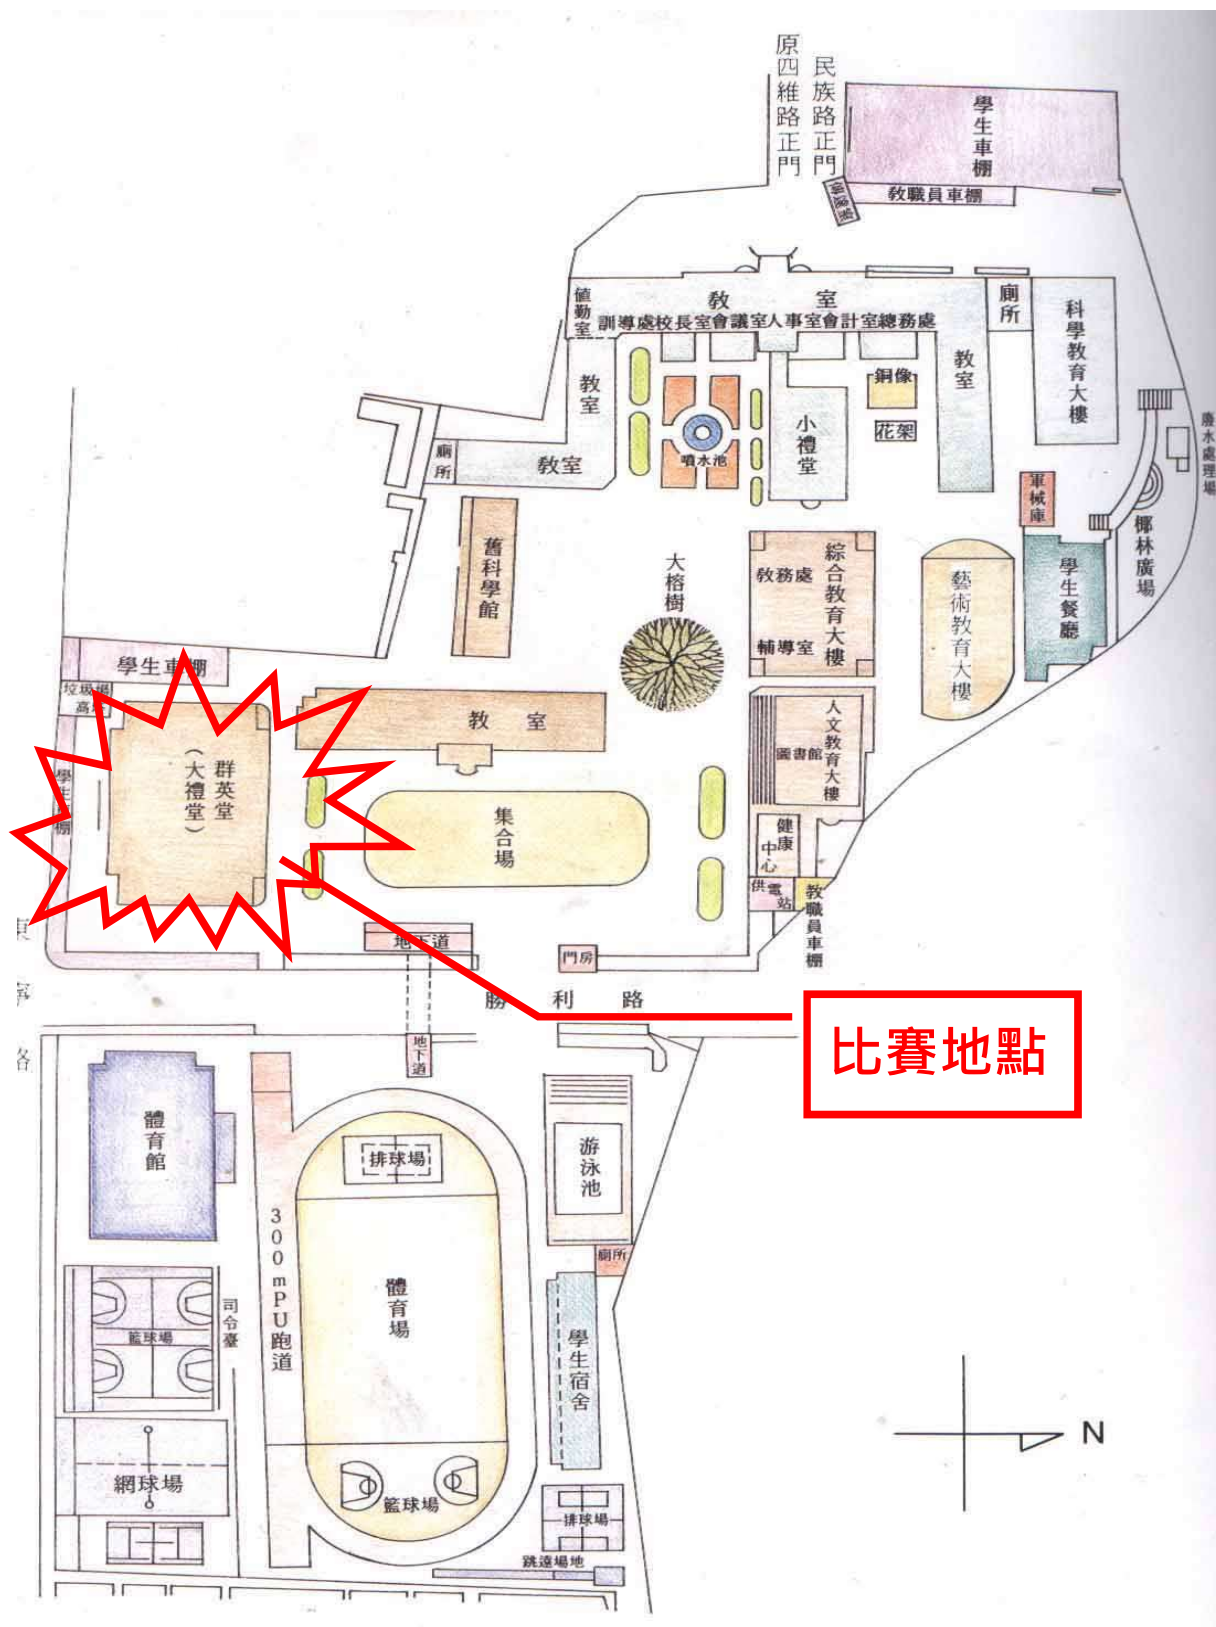 原四維路正門
民族路正門
學生車棚
教職員車棚
教室
值勤室
訓導處校長室會議室人事室會計室總務處
廁所
科學教育大樓
教室
教室
銅像
花架
小禮堂
噴水池
廁所
教室
廢水處理場
軍械庫
椰林廣場
舊科學館
大榕樹
教務處
綜合教育大樓
輔導室
藝術教育大樓
學生餐廳
學生車棚
垃圾場
教室
人文教育大樓
圖書館
學生車棚
群英堂
（大禮堂）
集合場
健康
中心
供電站
教職員車棚
地下道
門房
勝利路
東寧路
比賽地點
地下道
體育館
排球場
游泳池
廁所
300mPU跑道
體育場
司令臺
籃球場
學生宿舍
N
網球場
籃球場
排球場
跳遠場地